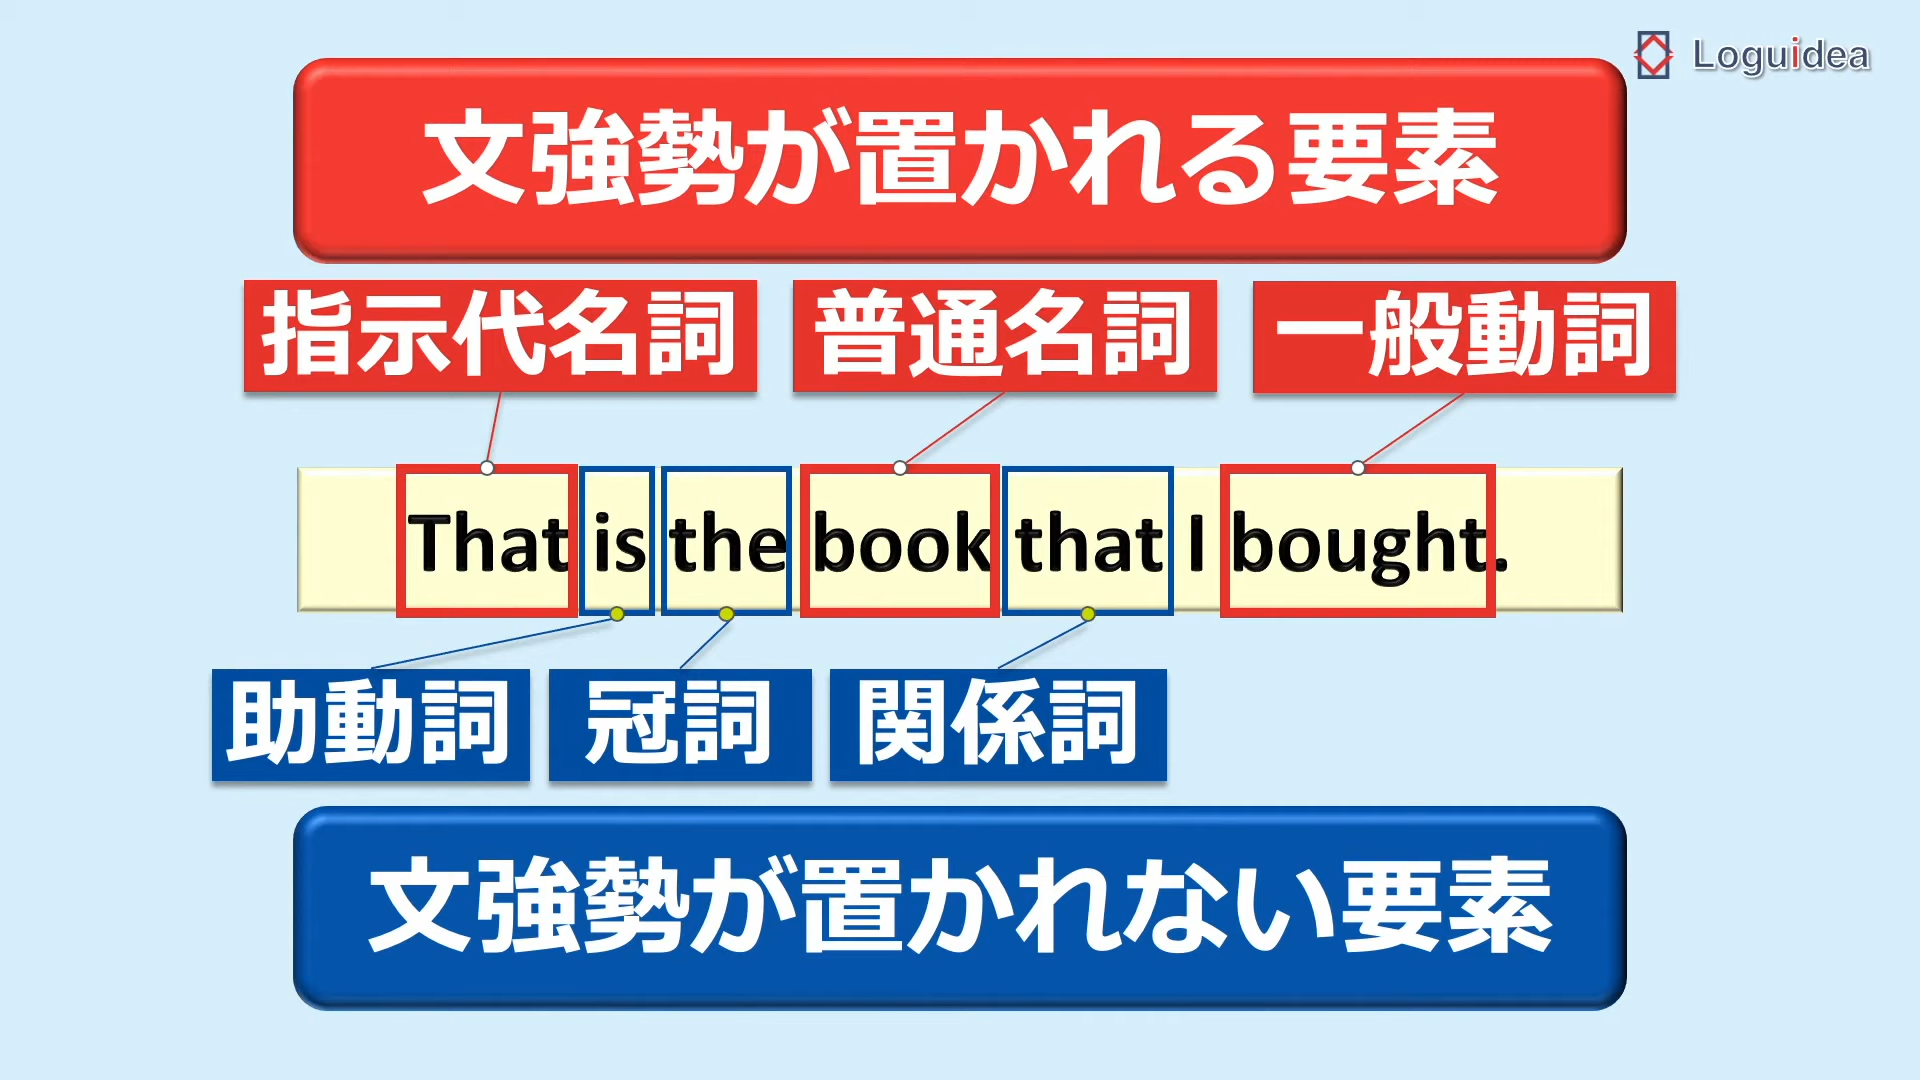 Loguidea
文強勢が置かれる要素
指示代名詞 普通名詞 一般動詞
That is the book that I bought.
助動詞 冠詞 関係詞
文強勢が置かれない要素